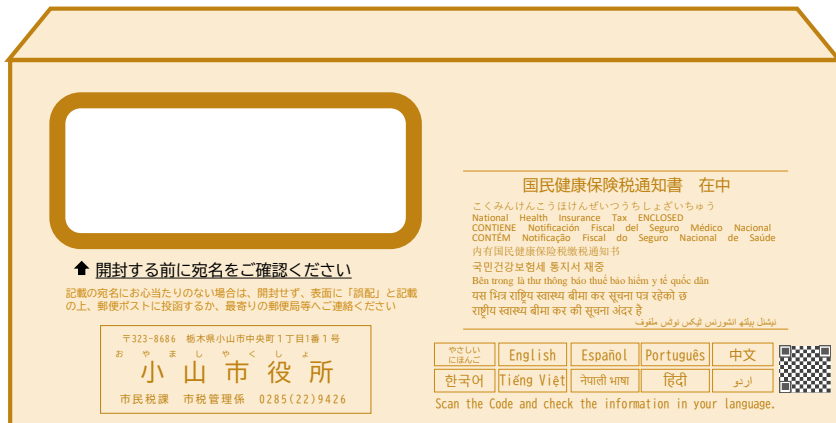 国民健康保険税通知書　在中
こくみんけんこうほけんぜいつうちしょざいちゅう
National Health Insurance Tax ENCLOSED
CONTIENE Notificación Fiscal del Seguro Médico Nacional
CONTÉM Notificação Fiscal do Seguro Nacional de Saúde
内有国民健康保险税缴税通知书
국민건강보험세 통지서 재중
Bên trong là thư thông báo thuế bảo hiểm y tế quốc dân
यस भित्र राष्ट्रिय स्वास्थ्य बीमा कर सूचना पत्र रहेको छ
राष्ट्रीय स्वास्थ्य बीमा कर की सूचना अंदर है
نیشنل ہیلتھ انشورنس ٹیکس نوٹس ملفوف
⬆ 開封する前に宛名をご確認ください
記載の宛名にお心当たりのない場合は、開封せず、表面に「誤配」と記載
の上、郵便ポストに投函するか、最寄りの郵便局等へご連絡ください
〒323-8686　栃木県小山市中央町１丁目1番１号
おやましやくしょ
小山市役所
市民税課　市税管理係　0285(22)9426
やさしい
にほんご
English
Español
Português
中文
한국어
Tiếng Việt
नेपाली भाषा
हिंदी
اردو
Scan the Code and check the information in your language.